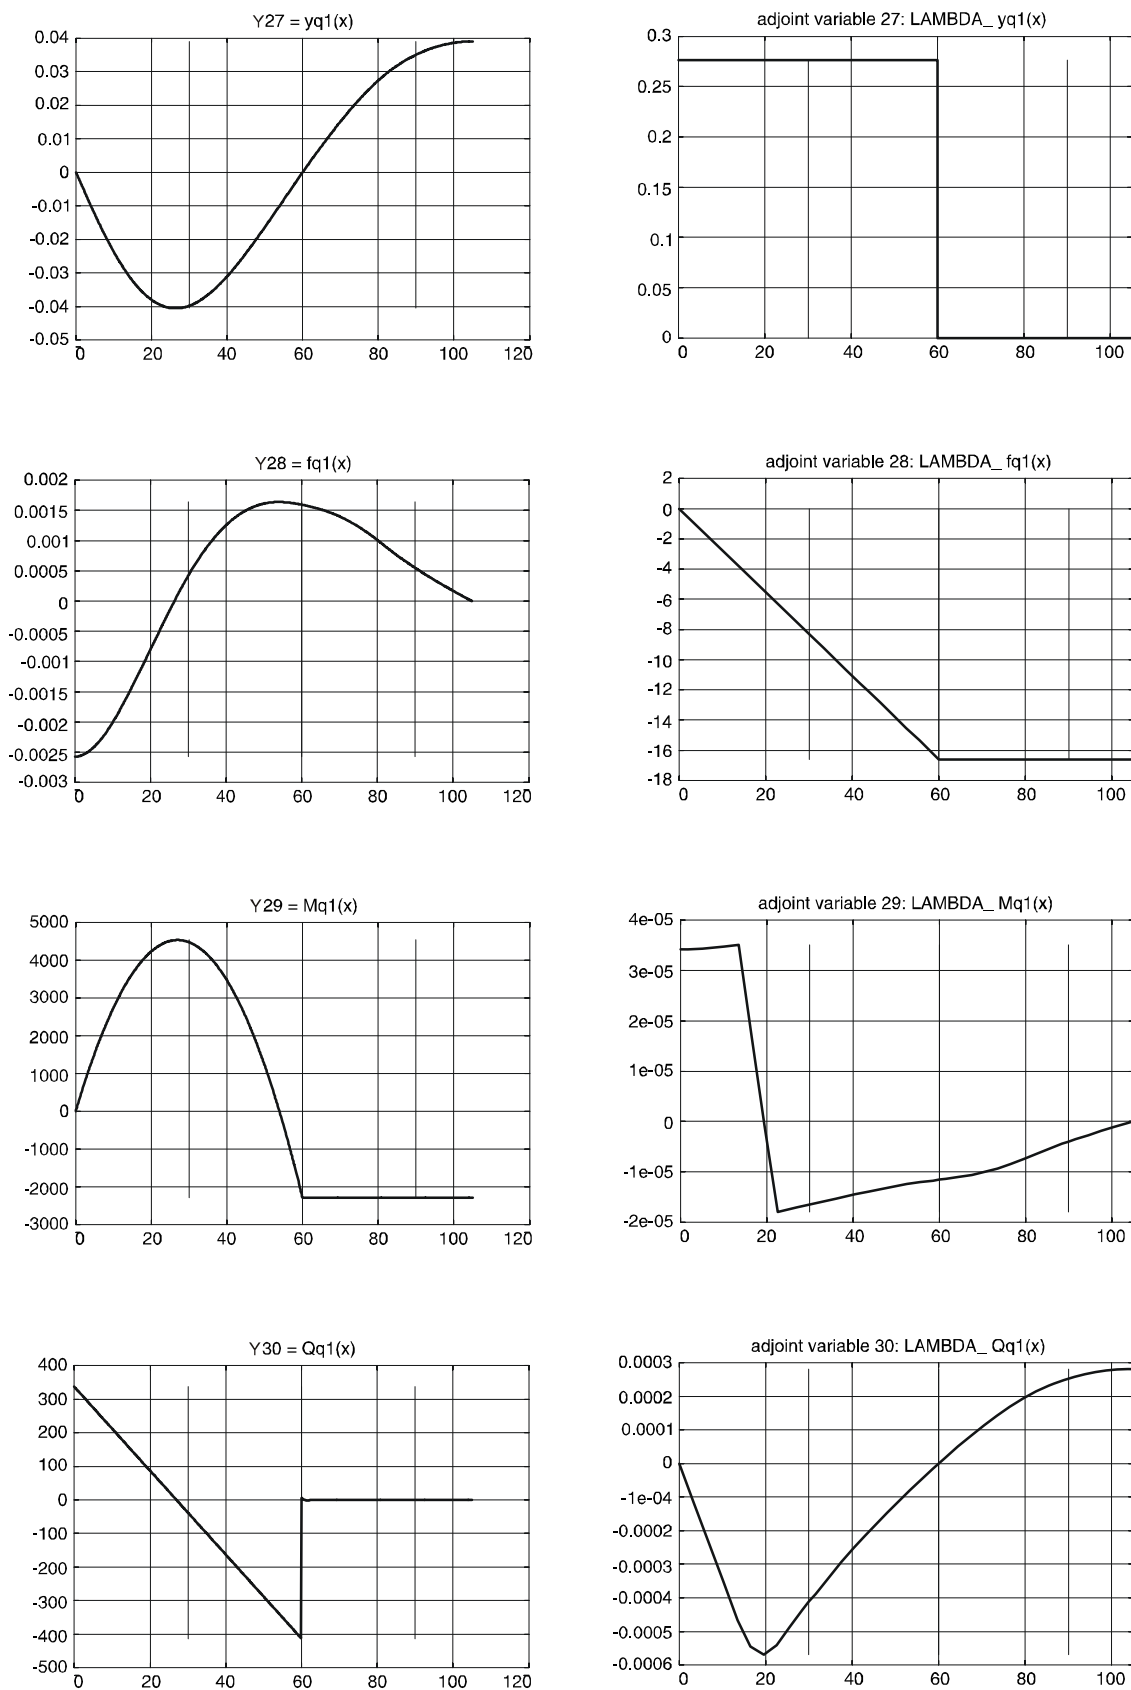 Y27 = yq1(x)
0.04
0.03
0.02
0.01
0
-0.01
-0.02
-0.03
-0.04
-0.05
0 20 40 60 80 100 120
adjoint variable 27: LAMBDA_ yq1(x)
0.3
0.25
0.2
0.15
0.1
0.05
0
0 20 40 60 80 100
Y28 = fq1(x)
0.002
0.0015
0.001
0.0005
0
-0.0005
-0.001
-0.0015
-0.002
-0.0025
-0.003
0 20 40 60 80 100 120
adjoint variable 28: LAMBDA_ fq1(x)
2
0
-2
-4
-6
-8
-10
-12
-14
-16
-18
0 20 40 60 80 100
Y29 = Mq1(x)
5000
4000
3000
2000
1000
0
-1000
-2000
-3000
0 20 40 60 80 100 120
adjoint variable 29: LAMBDA_ Mq1(x)
4e-05
3e-05
2e-05
1e-05
0
-1e-05
-2e-05
0 20 40 60 80 100
Y30 = Qq1(x)
400
300
200
100
0
-100
-200
-300
-400
-500
0 20 40 60 80 100 120
adjoint variable 30: LAMBDA_ Qq1(x)
0.0003
0.0002
0.0001
0
-1e-04
-0.0002
-0.0003
-0.0004
-0.0005
-0.0006
0 20 40 60 80 100